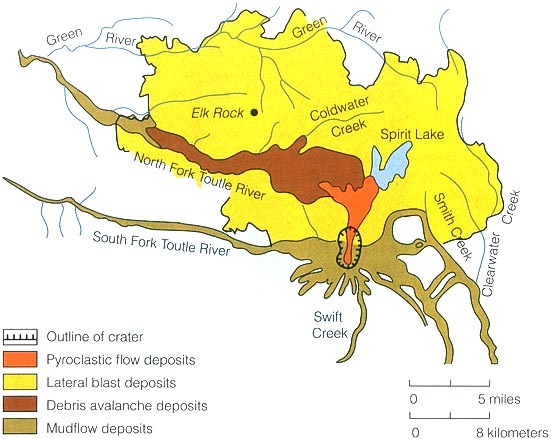 Green
River
Green
River
Elk Rock
Coldwater
Creek
Spirit Lake
North Fork Toutle River
South Fork Toutle River
Smith Creek
Clearwater Creek
Swift
Creek
Outline of crater
Pyroclastic flow deposits
Lateral blast deposits
Debris avalanche deposits
Mudflow deposits
0 5 miles
0 8 kilometers